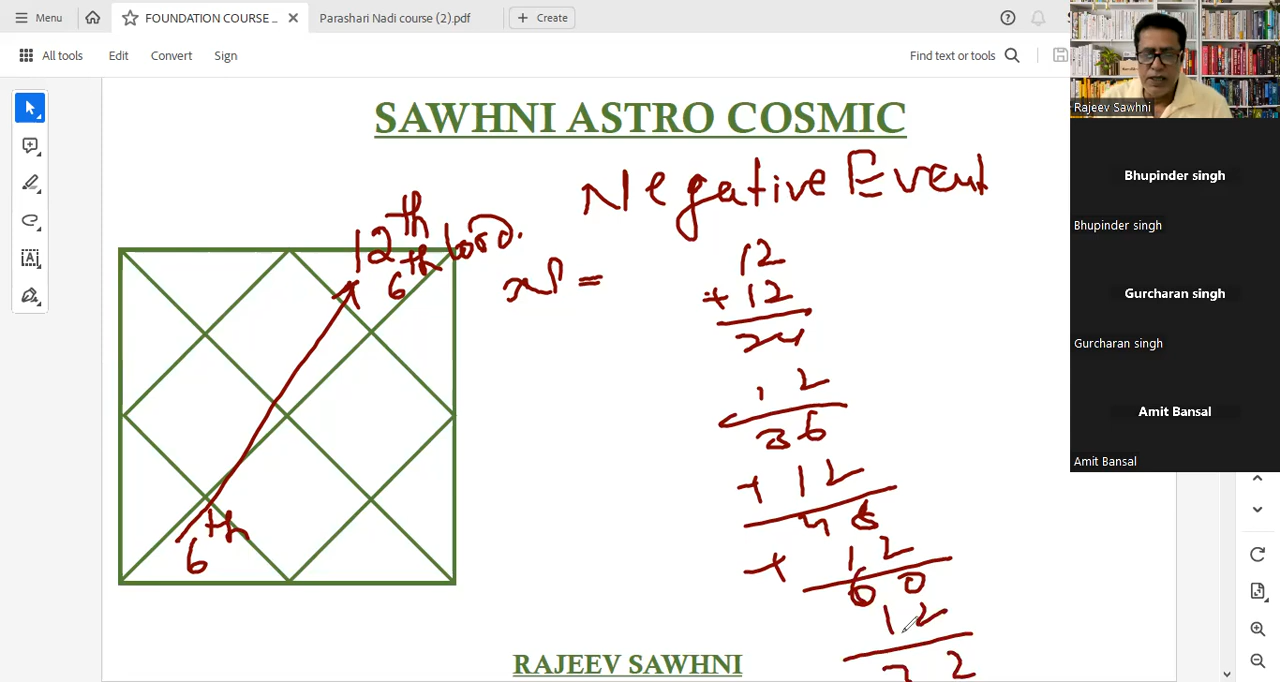 Menu
FOUNDATION COURSE ...
Parashari Nadi course (2).pdf
Create
All tools
Edit
Convert
Sign
Find text or tools
SAWHNI ASTRO COSMIC
Negative Event
12th
6th lord.
=
12
+ 12
24
12
36
+ 12
48
+ 12
60
12
72
6th
RAJEEV SAWHNI
Rajeev Sawhni
Bhupinder singh
Bhupinder singh
Gurcharan singh
Gurcharan singh
Amit Bansal
Amit Bansal